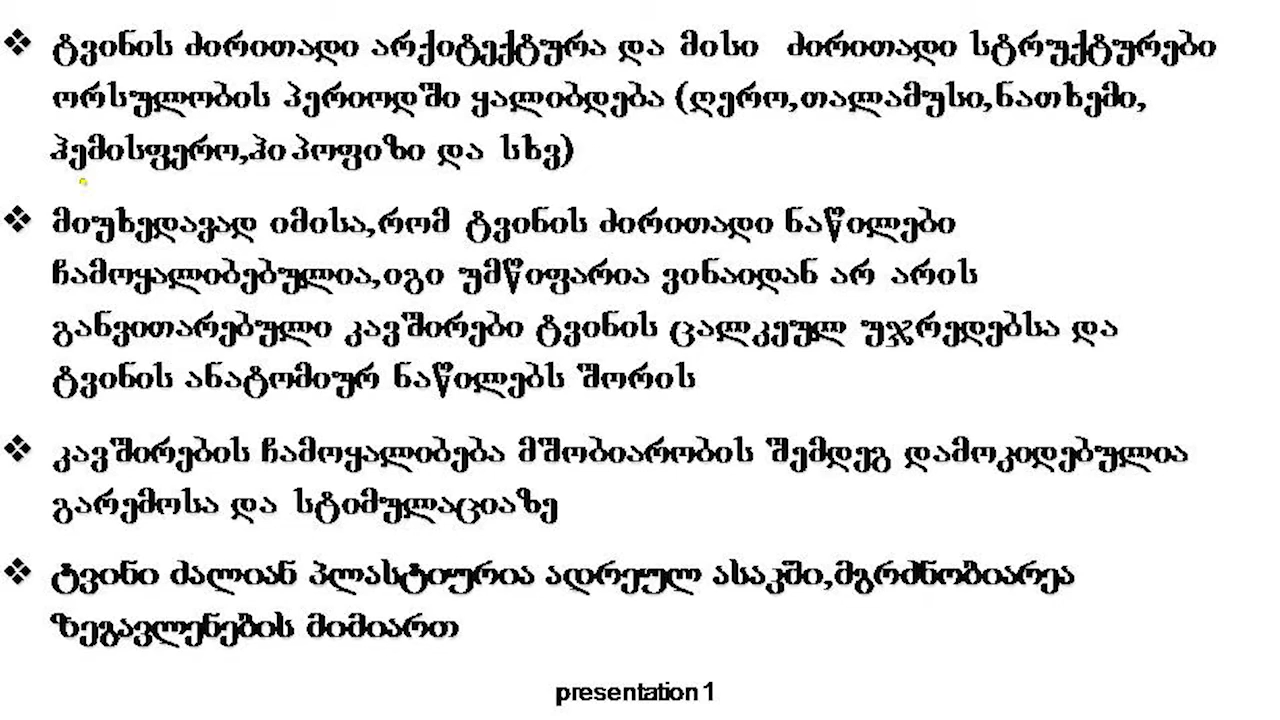 ❖ ტვინის ძირითადი არქიტექტურა და მისი ძირითადი სტრუქტურები
ორსულობის პერიოდში ყალიბდება (ღერო,თალამუსი,ნათხემი,
ჰემისფერო,ჰიპოფიზი და სხვ)
❖ მიუხედავად იმისა,რომ ტვინის ძირითადი ნაწილები
ჩამოყალიბებულია,იგი უმწიფარია ვინაიდან არ არის
განვითარებული კავშირები ტვინის ცალკეულ უჯრედებსა და
ტვინის ანატომიურ ნაწილებს შორის
❖ კავშირების ჩამოყალიბება მშობიარობის შემდეგ დამოკიდებულია
გარემოსა და სტიმულაციაზე
❖ ტვინი ძალიან პლასტიურია ადრეულ ასაკში,მგრძნობიარეა
ზეგავლენების მიმიართ
presentation 1